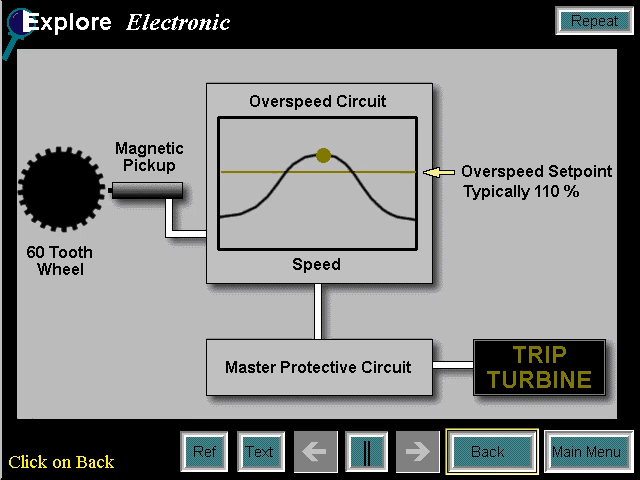 Explore Electronic
Repeat
Overspeed Circuit
Magnetic
Pickup
Overspeed Setpoint
Typically 110 %
60 Tooth
Wheel
Speed
Master Protective Circuit
TRIP
TURBINE
Click on Back
Ref
Text
Back
Main Menu